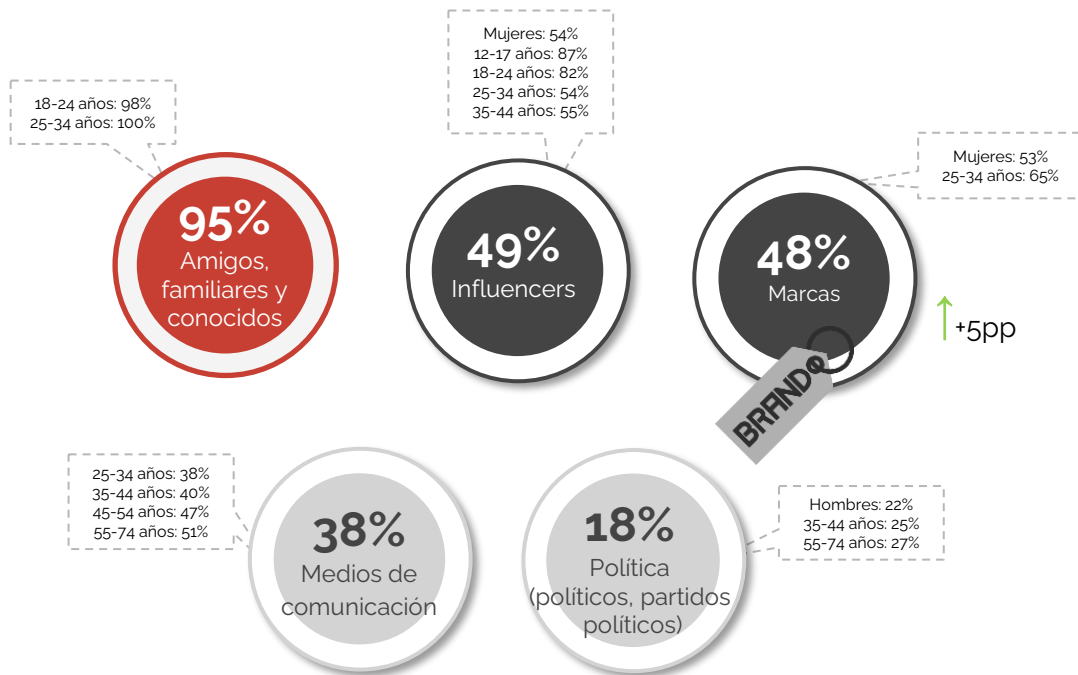 18-24 años: 98%
25-34 años: 100%
95%
Amigos,
familiares y
conocidos
Mujeres: 54%
12-17 años: 87%
18-24 años: 82%
25-34 años: 54%
35-44 años: 55%
49%
Influencers
Mujeres: 53%
25-34 años: 65%
48%
Marcas
BRAND
+5pp
25-34 años: 38%
35-44 años: 40%
45-54 años: 47%
55-74 años: 51%
38%
Medios de
comunicación
Hombres: 22%
35-44 años: 25%
55-74 años: 27%
18%
Política
(políticos, partidos
políticos)